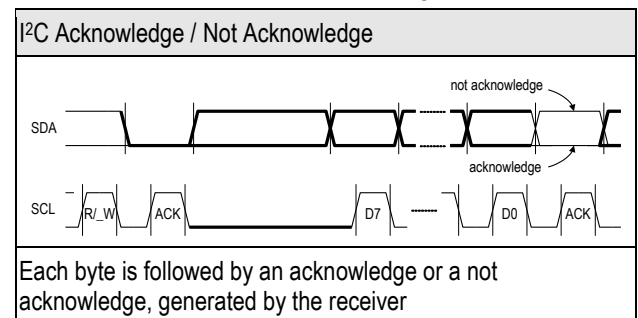 I²C Acknowledge / Not Acknowledge
not acknowledge
SDA
acknowledge
SCL R/_W ACK D7 D0 ACK
Each byte is followed by an acknowledge or a not
acknowledge, generated by the receiver